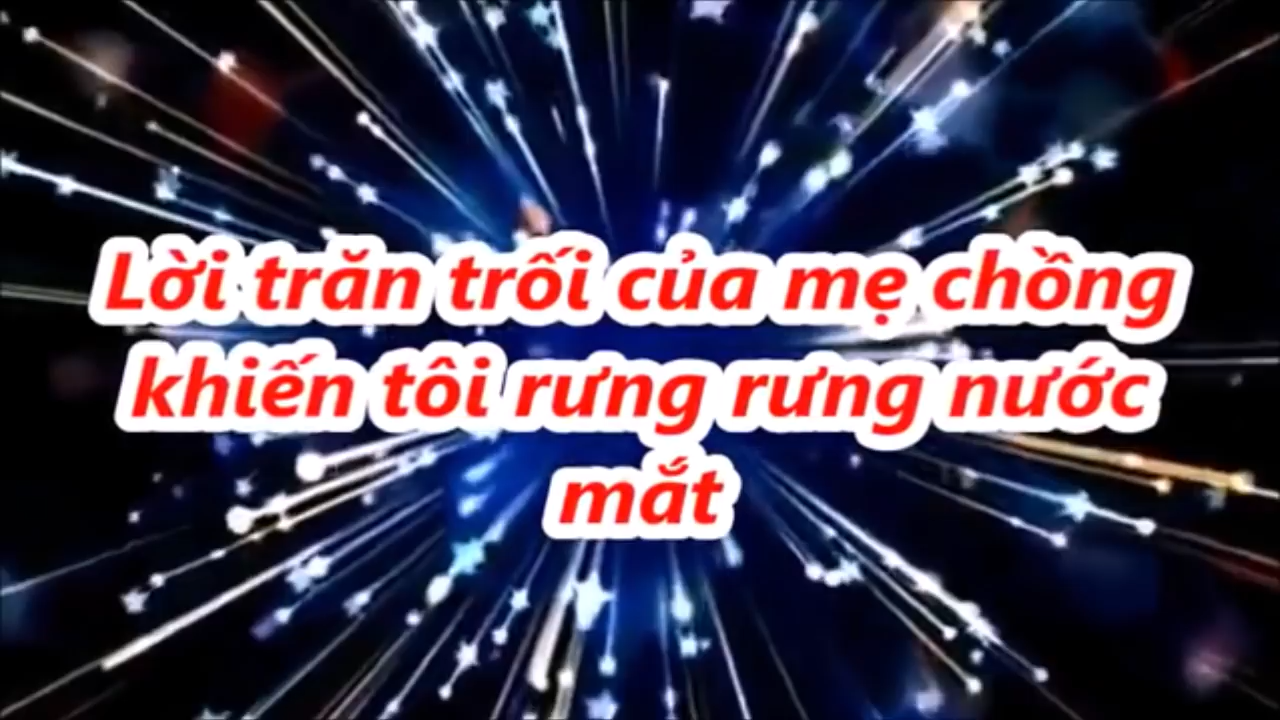 Lời trăn trối của mẹ chồng
khiến tôi rưng rưng nước
mắt